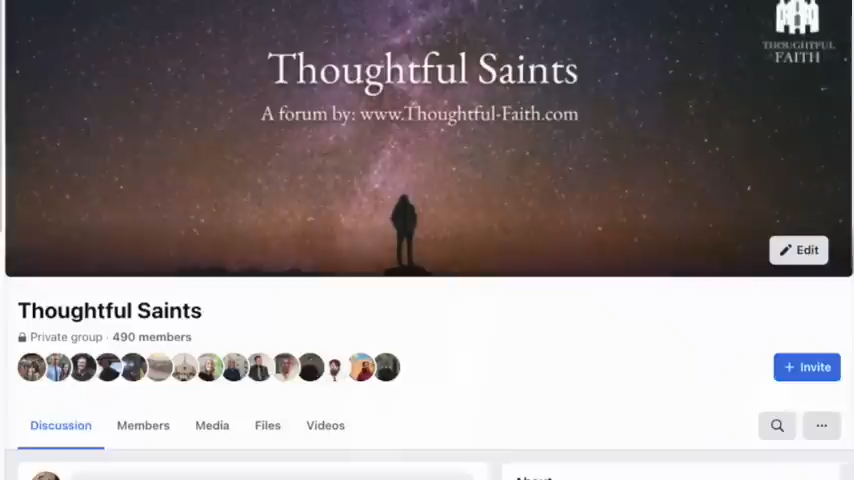 THOUGHTFUL
FAITH
Thoughtful Saints
A forum by: www.Thoughtful-Faith.com
Edit
Thoughtful Saints
Private group · 490 members
+ Invite
Discussion
Members
Media
Files
Videos
...
About